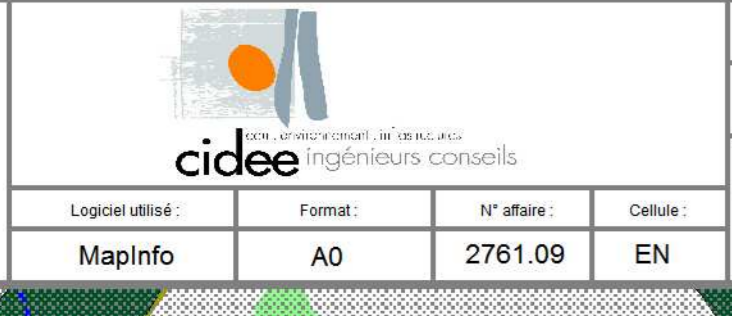 cidee ingénieurs conseils
Logiciel utilisé : Format : N° affaire : Cellule :
MapInfo A0 2761.09 EN